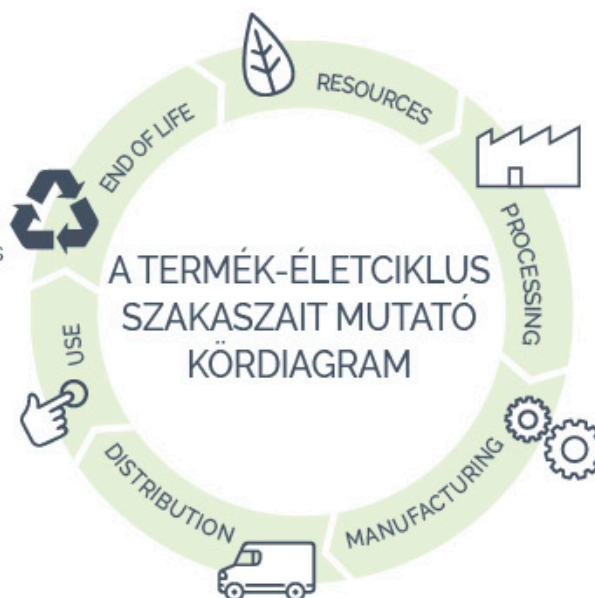 RESOURCES
PROCESSING
MANUFACTURING
DISTRIBUTION
USE
END OF LIFE
A TERMÉK-ÉLETCIKLUS
SZAKASZAIT MUTATÓ
KÖRDIAGRAM